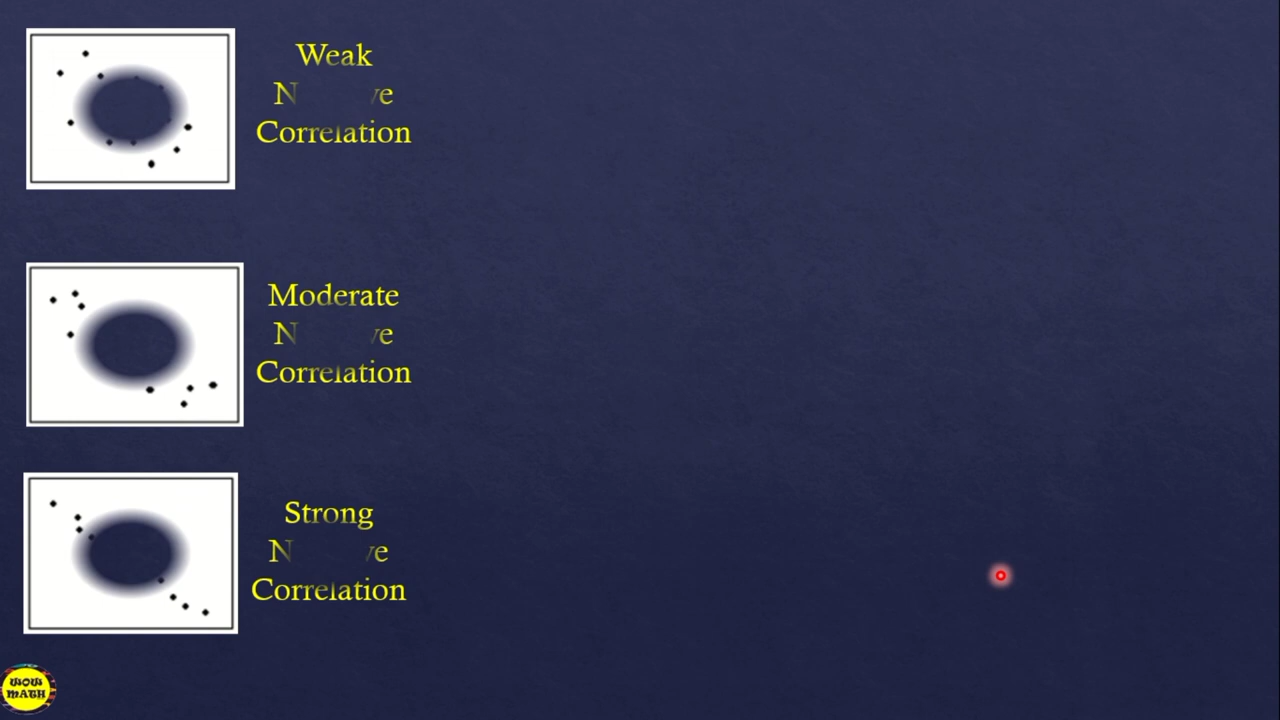 Weak
Correlation
Moderate
Correlation
Strong
Correlation
WOW
MATH